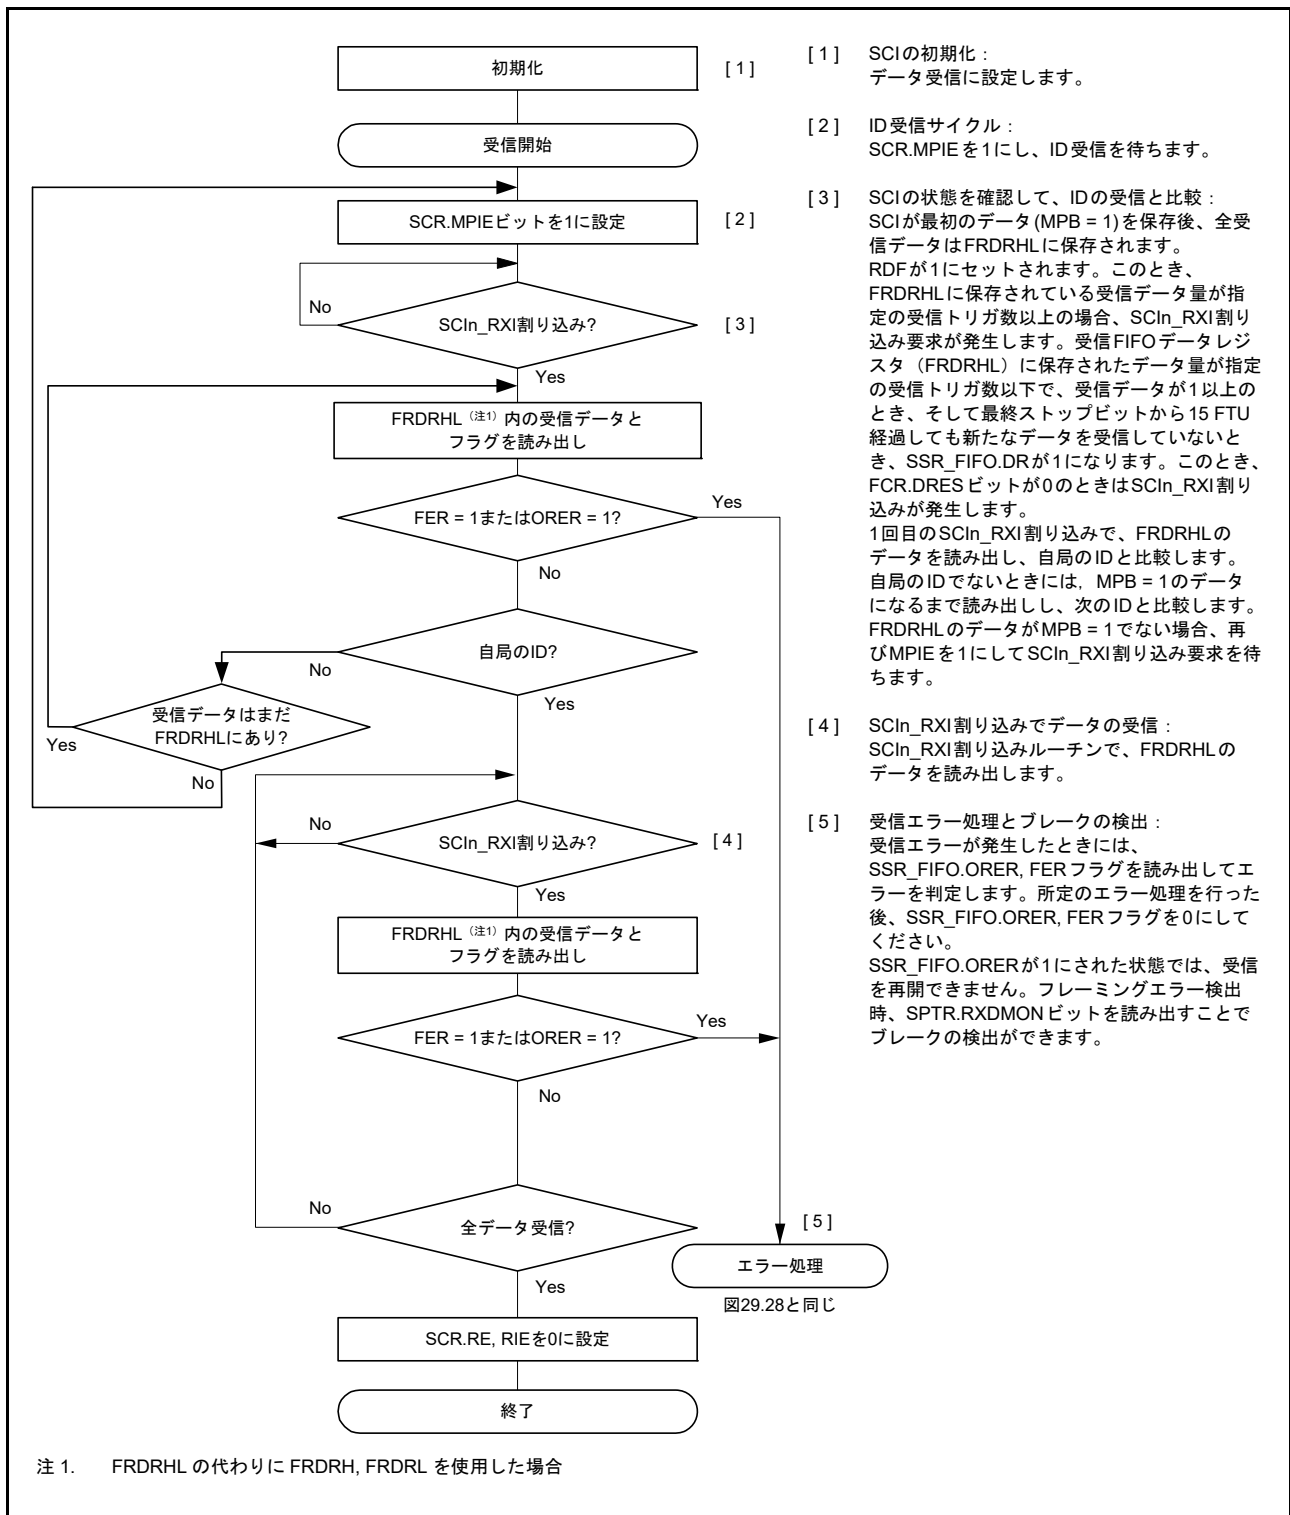 初期化
[ 1 ]
受信開始
SCR.MPIEビットを1に設定
[ 2 ]
No
SCIn_RXI割り込み?
[ 3 ]
Yes
FRDRHL（注1）内の受信データと
フラグを読み出し
FER = 1またはORER = 1?
Yes
No
自局のID?
No
Yes
受信データはまだ
FRDRHLにあり?
Yes
No
No
SCIn_RXI割り込み?
[ 4 ]
Yes
FRDRHL（注1）内の受信データと
フラグを読み出し
FER = 1またはORER = 1?
Yes
No
No
全データ受信?
[ 5 ]
エラー処理
Yes
図29.28と同じ
SCR.RE, RIEを0に設定
終了
[ 1 ] SCIの初期化：
データ受信に設定します。
[ 2 ] ID受信サイクル：
SCR.MPIEを1にし、ID受信を待ちます。
[ 3 ] SCIの状態を確認して、IDの受信と比較：
SCIが最初のデータ(MPB = 1)を保存後、全受
信データはFRDRHLに保存されます。
RDFが1にセットされます。このとき、
FRDRHLに保存されている受信データ量が指
定の受信トリガ数以上の場合、SCIn_RXI割り
込み要求が発生します。受信FIFOデータレジ
スタ（FRDRHL）に保存されたデータ量が指定
の受信トリガ数以下で、受信データが1以上の
とき、そして最終ストップビットから15 FTU
経過しても新たなデータを受信していないと
き、SSR_FIFO.DRが1になります。このとき、
FCR.DRESビットが0のときはSCIn_RXI割り
込みが発生します。
1回目のSCIn_RXI割り込みで、FRDRHLの
データを読み出し、自局のIDと比較します。
自局のIDでないときには, MPB = 1のデータ
になるまで読み出しし、次のIDと比較します。
FRDRHLのデータがMPB = 1でない場合、再
びMPIEを1にしてSCIn_RXI割り込み要求を待
ちます。
[ 4 ] SCIn_RXI割り込みでデータの受信：
SCIn_RXI割り込みルーチンで、FRDRHLの
データを読み出します。
[ 5 ] 受信エラー処理とブレークの検出：
受信エラーが発生したときには、
SSR_FIFO.ORER, FERフラグを読み出してエ
ラーを判定します。所定のエラー処理を行った
後、SSR_FIFO.ORER, FERフラグを0にして
ください。
SSR_FIFO.ORERが1にされた状態では、受信
を再開できません。フレーミングエラー検出
時、SPTR.RXDMONビットを読み出すことで
ブレークの検出ができます。
注 1. FRDRHL の代わりに FRDRH, FRDRL を使用した場合